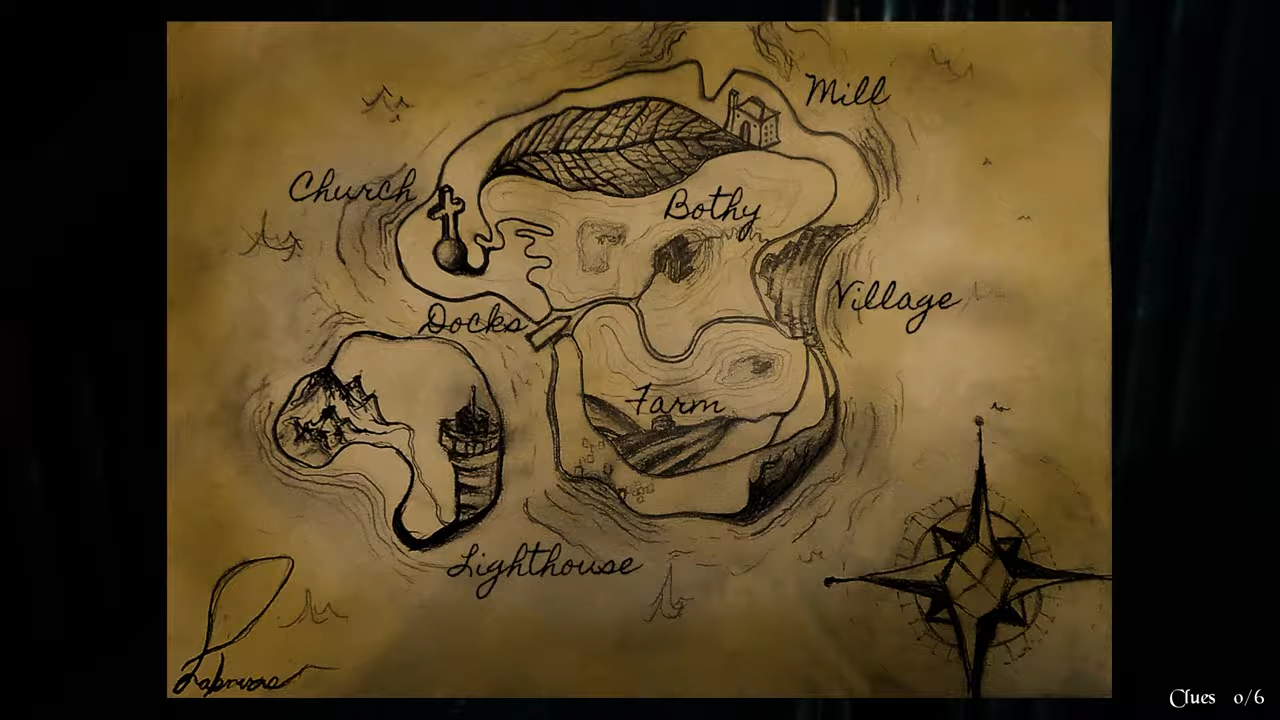 Mill
Church
Bothy
Village
Docks
Farm
Lighthouse
Clues 0/6